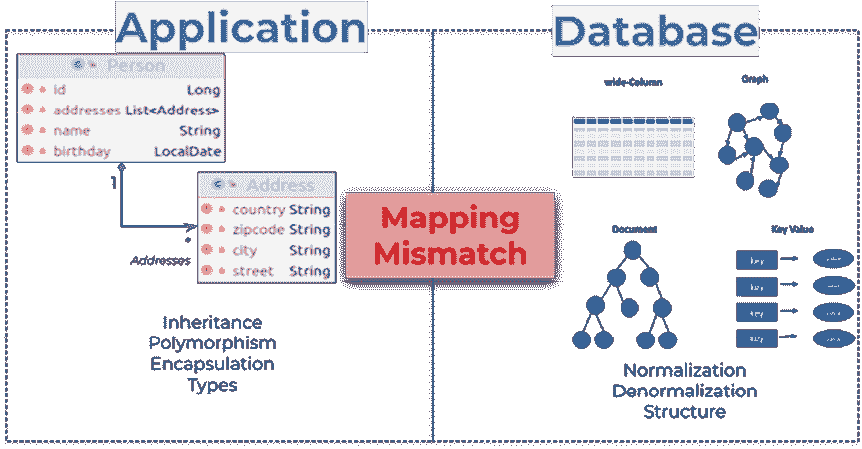 Application
Database
Person
id Long
addresses List<Address>
name String
birthday LocalDate
1
Addresses
*
Address
country String
zipcode String
city String
street String
Inheritance
Polymorphism
Encapsulation
Types
Mapping
Mismatch
wide-Column
Graph
Document
Key Value
key
key
key
key
Normalization
Denormalization
Structure